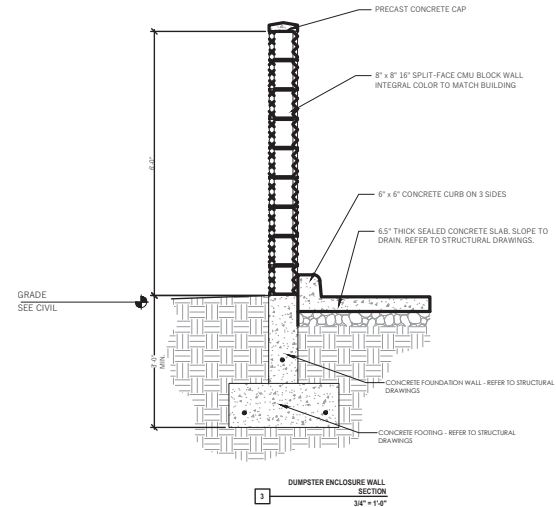 PRECAST CONCRETE CAP
8" x 8" 16" SPLIT-FACE CMU BLOCK WALL
INTEGRAL COLOR TO MATCH BUILDING
6'-0"
6" x 6" CONCRETE CURB ON 3 SIDES
6.5" THICK SEALED CONCRETE SLAB. SLOPE TO
DRAIN. REFER TO STRUCTURAL DRAWINGS.
GRADE
SEE CIVIL
MIN.
CONCRETE FOUNDATION WALL - REFER TO STRUCTURAL
DRAWINGS
CONCRETE FOOTING - REFER TO STRUCTURAL
DRAWINGS
3
DUMPSTER ENCLOSURE WALL
SECTION
3/4" = 1'-0"